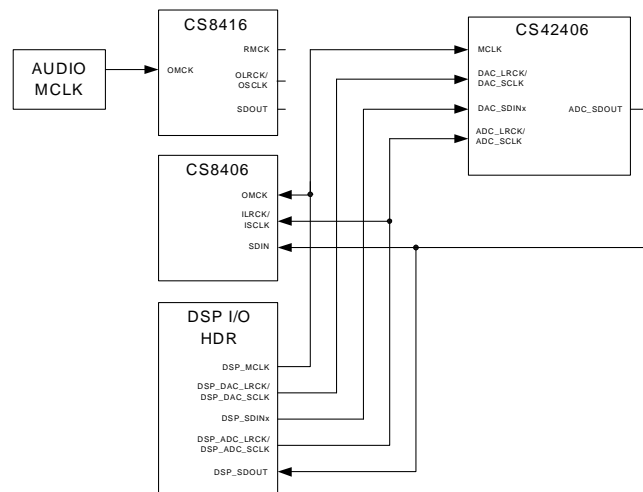 AUDIO
MCLK
CS8416
OMCK
RMCK
OLRCK/
OSCLK
SDOUT
CS8406
OMCK
ILRCK/
ISCLK
SDIN
DSP I/O
HDR
DSP_MCLK
DSP_DAC_LRCK/
DSP_DAC_SCLK
DSP_SDINx
DSP_ADC_LRCK/
DSP_ADC_SCLK
DSP_SDOUT
CS42406
MCLK
DAC_LRCK/
DAC_SCLK
DAC_SDINx
ADC_LRCK/
ADC_SCLK
ADC_SDOUT